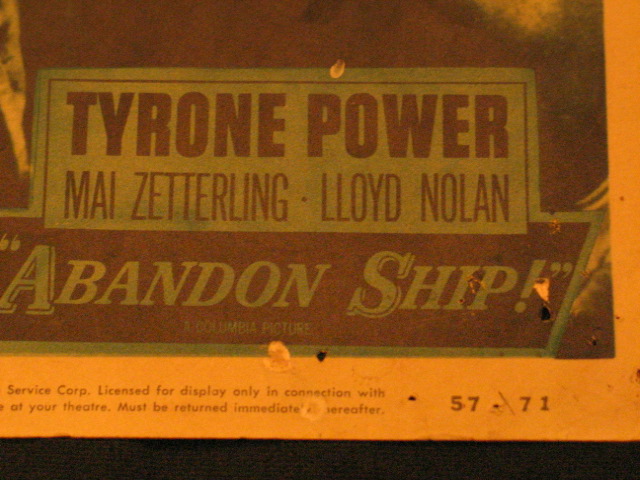 TYRONE POWER
MAI ZETTERLING · LLOYD NOLAN
"ABANDON SHIP!"
A COLUMBIA PICTURE
Service Corp. Licensed for display only in connection with
at your theatre. Must be returned
57 71